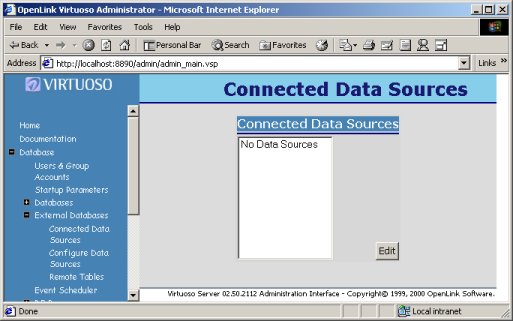 OpenLink Virtuoso Administrator - Microsoft Internet Explorer
File Edit View Favorites Tools Help
Back Personal Bar Search Favorites
Address http://localhost:8890/admin/admin_main.vsp Links »
VIRTUOSO
Connected Data Sources
Home
Documentation
Database
Users & Group
Accounts
Startup Parameters
Databases
External Databases
Connected Data
Sources
Configure Data
Sources
Remote Tables
Event Scheduler
Connected Data Sources
No Data Sources
Edit
Virtuoso Server 02.50.2112 Administration Interface - Copyright© 1999, 2000 OpenLink Software.
Done Local intranet